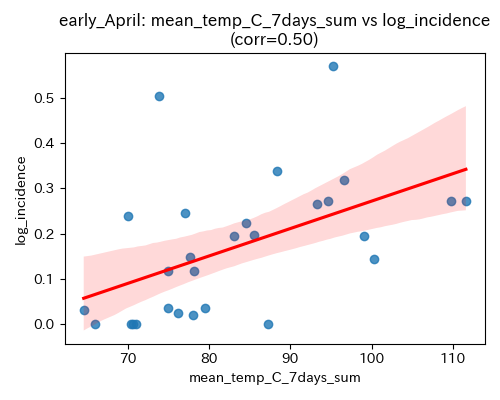 early_April: mean_temp_C_7days_sum vs log_incidence
(corr=0.50)
log_incidence
0.5
0.4
0.3
0.2
0.1
0.0
70 80 90 100 110
mean_temp_C_7days_sum